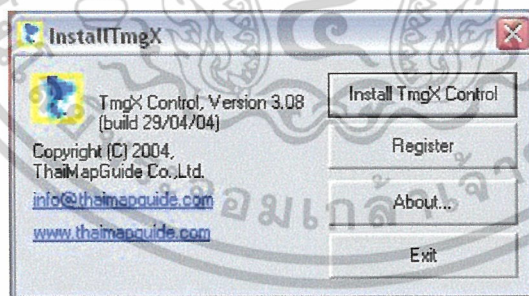 InstallTmgX
TmgX Control, Version 3.08
(build 29/04/04)
Copyright (C) 2004,
ThaiMapGuide Co.,Ltd.
info@thaimapguide.com
www.thaimapguide.com
Install TmgX Control
Register
About...
Exit